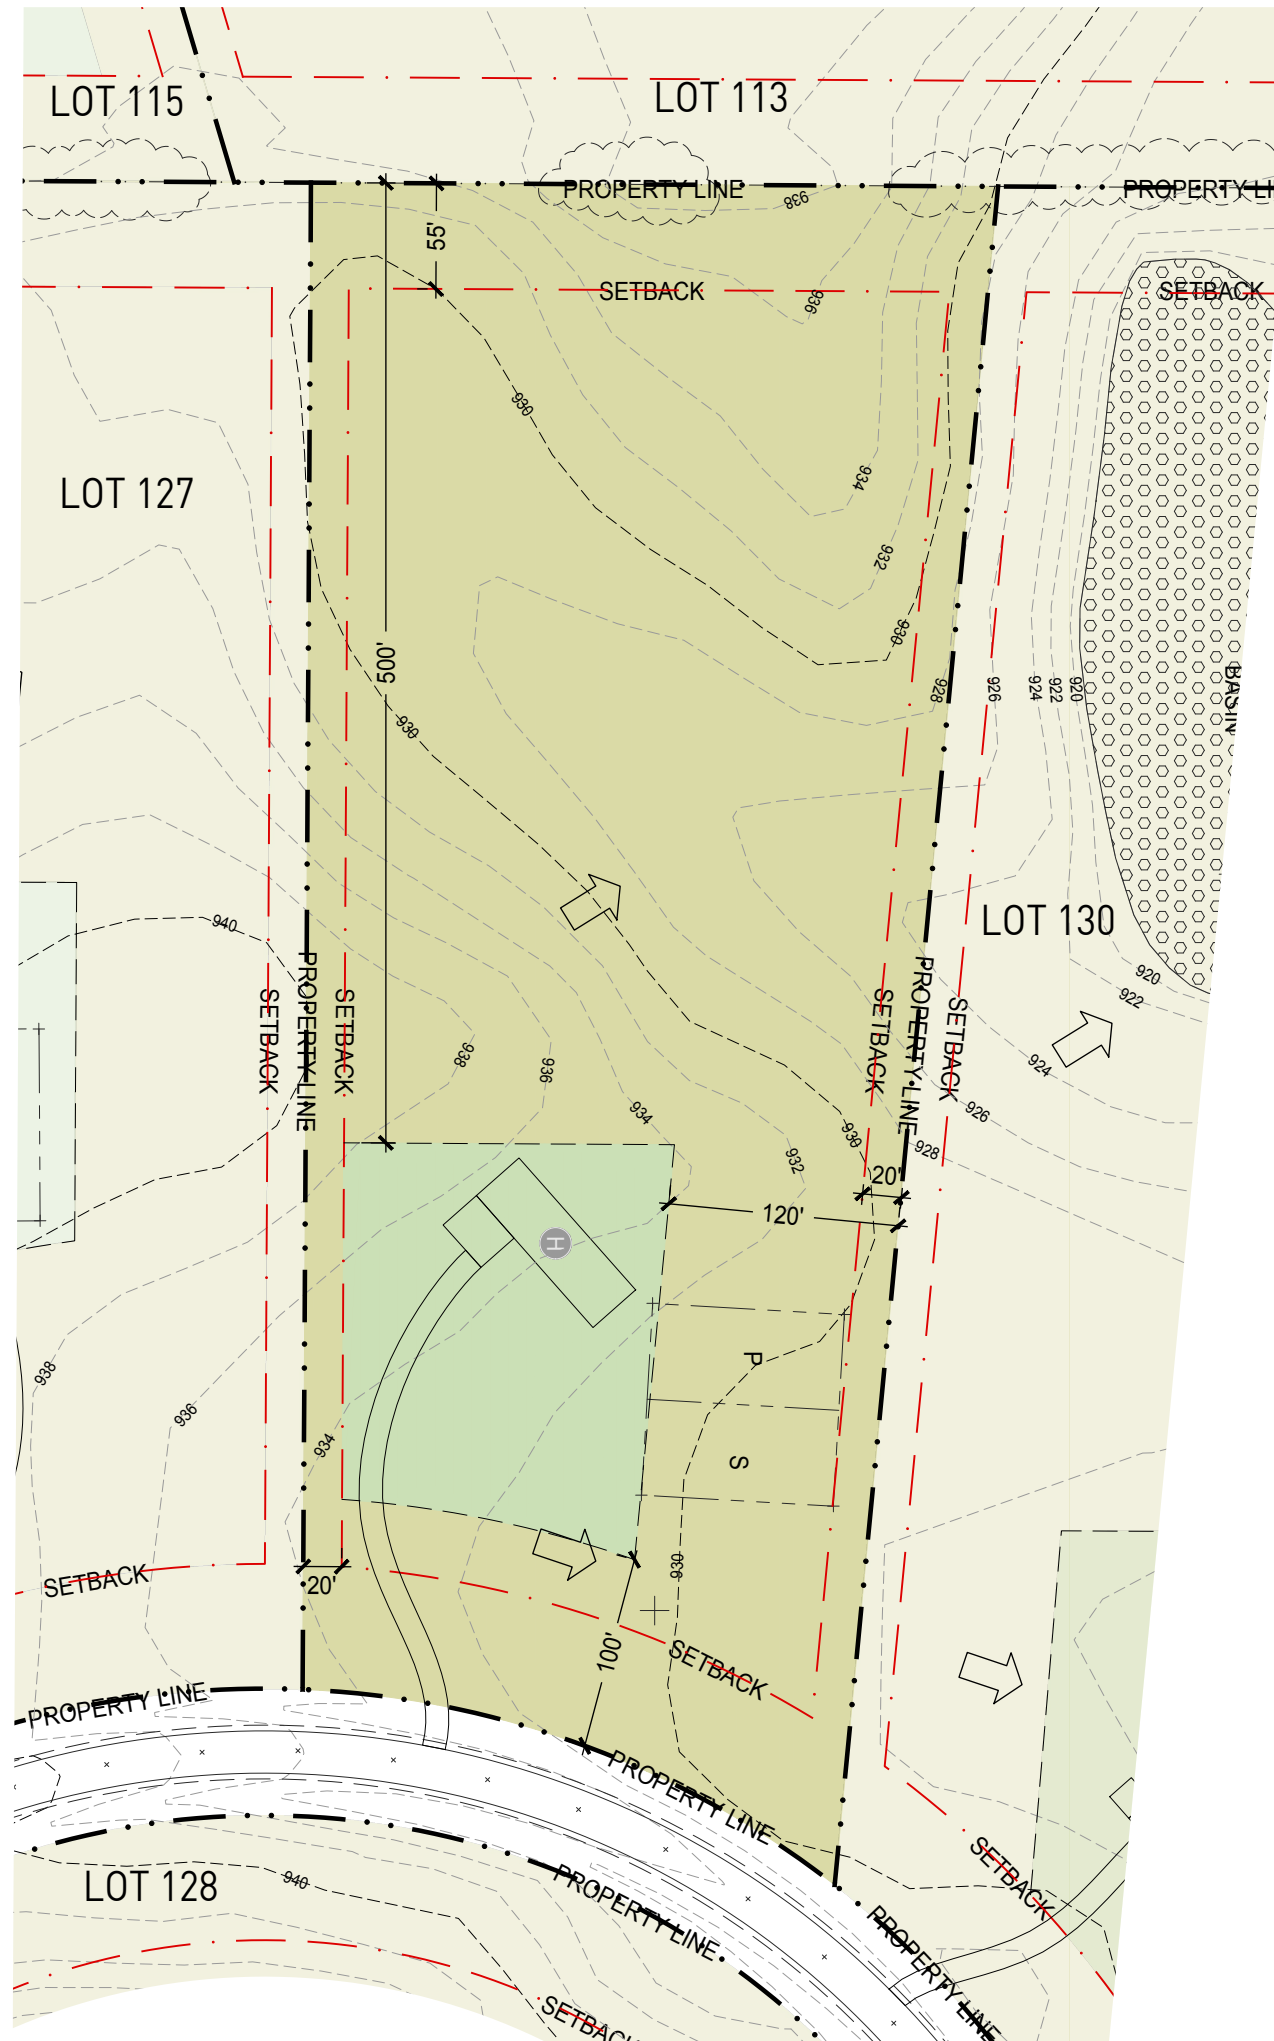 LOT 115
LOT 113
PROPERTY LINE
PROPERTY LI
938
55'
SETBACK
SETBACK
936
930
934
LOT 127
932
930
500'
928
926
924
922
920
BASIN
930
940
LOT 130
920
922
SETBACK
PROPERTY LINE
SETBACK
SETBACK
PROPERTY LINE
SETBACK
938
936
934
930
932
924
926
928
20'
120'
H
938
P
936
934
S
930
SETBACK
20'
100'
SETBACK
PROPERTY LINE
PROPERTY LINE
LOT 128
940
PROPERTY LINE
SETBACK
PROPERTY LINE
SETBACK